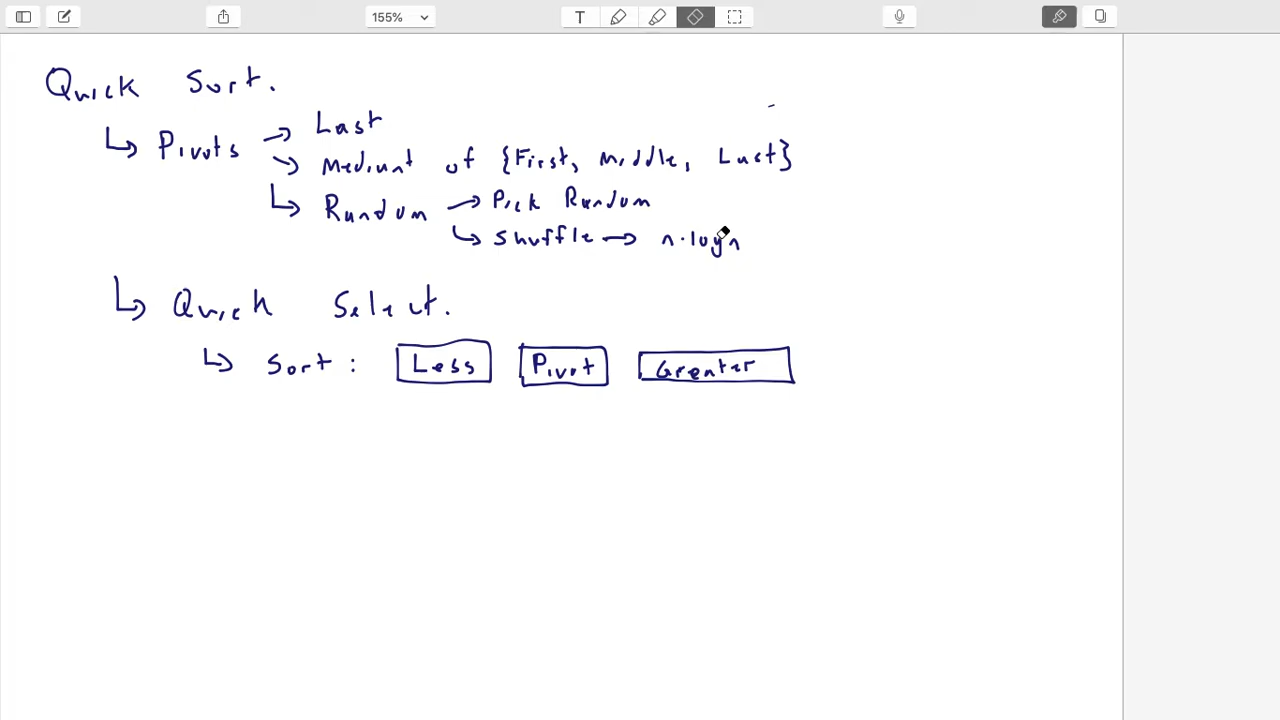 155%
T
Quick Sort.
↳ Pivots → Last
↘ Mediant of {First, Middle, Last}
↳ Random → Pick Random
↳ Shuffle → n·logn
↳ Quick Select.
↳ Sort: Less Pivot Greater